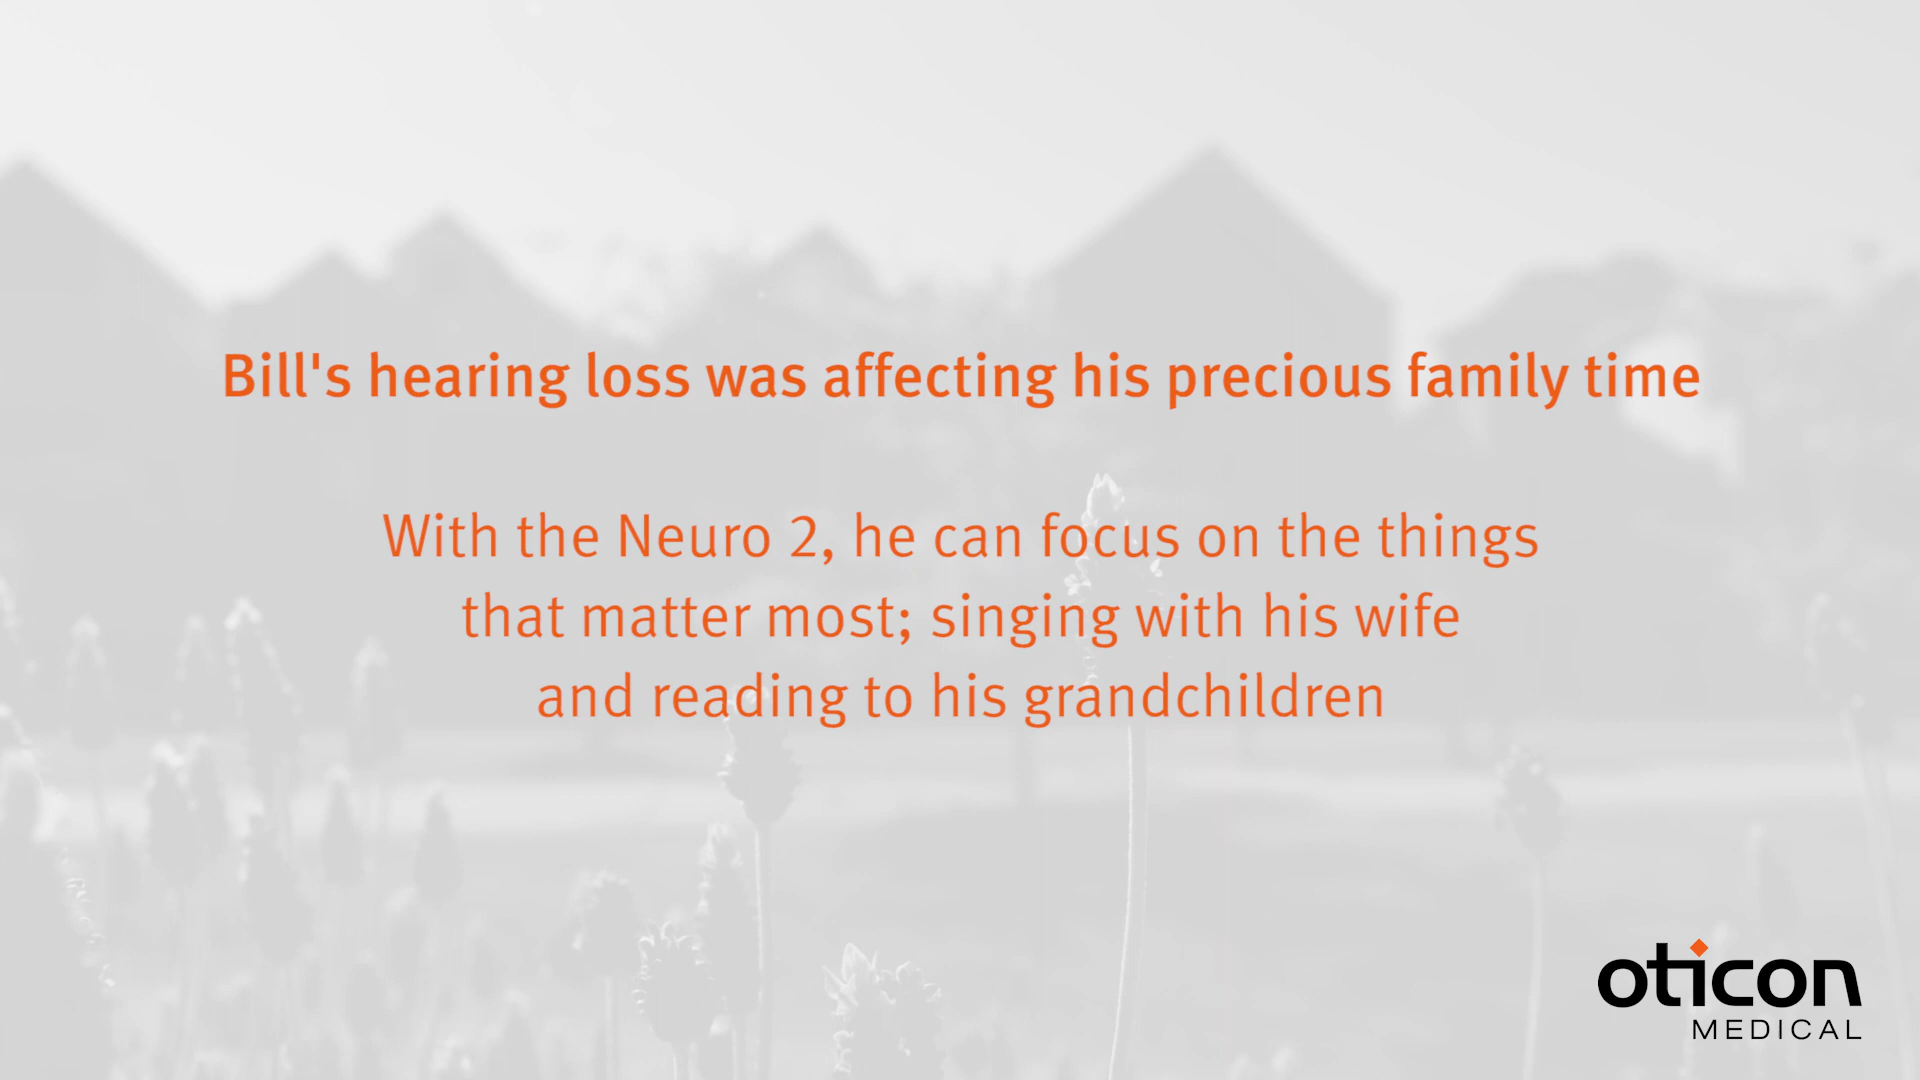 Bill's hearing loss was affecting his precious family time
With the Neuro 2, he can focus on the things
that matter most; singing with his wife
and reading to his grandchildren
oticon
MEDICAL